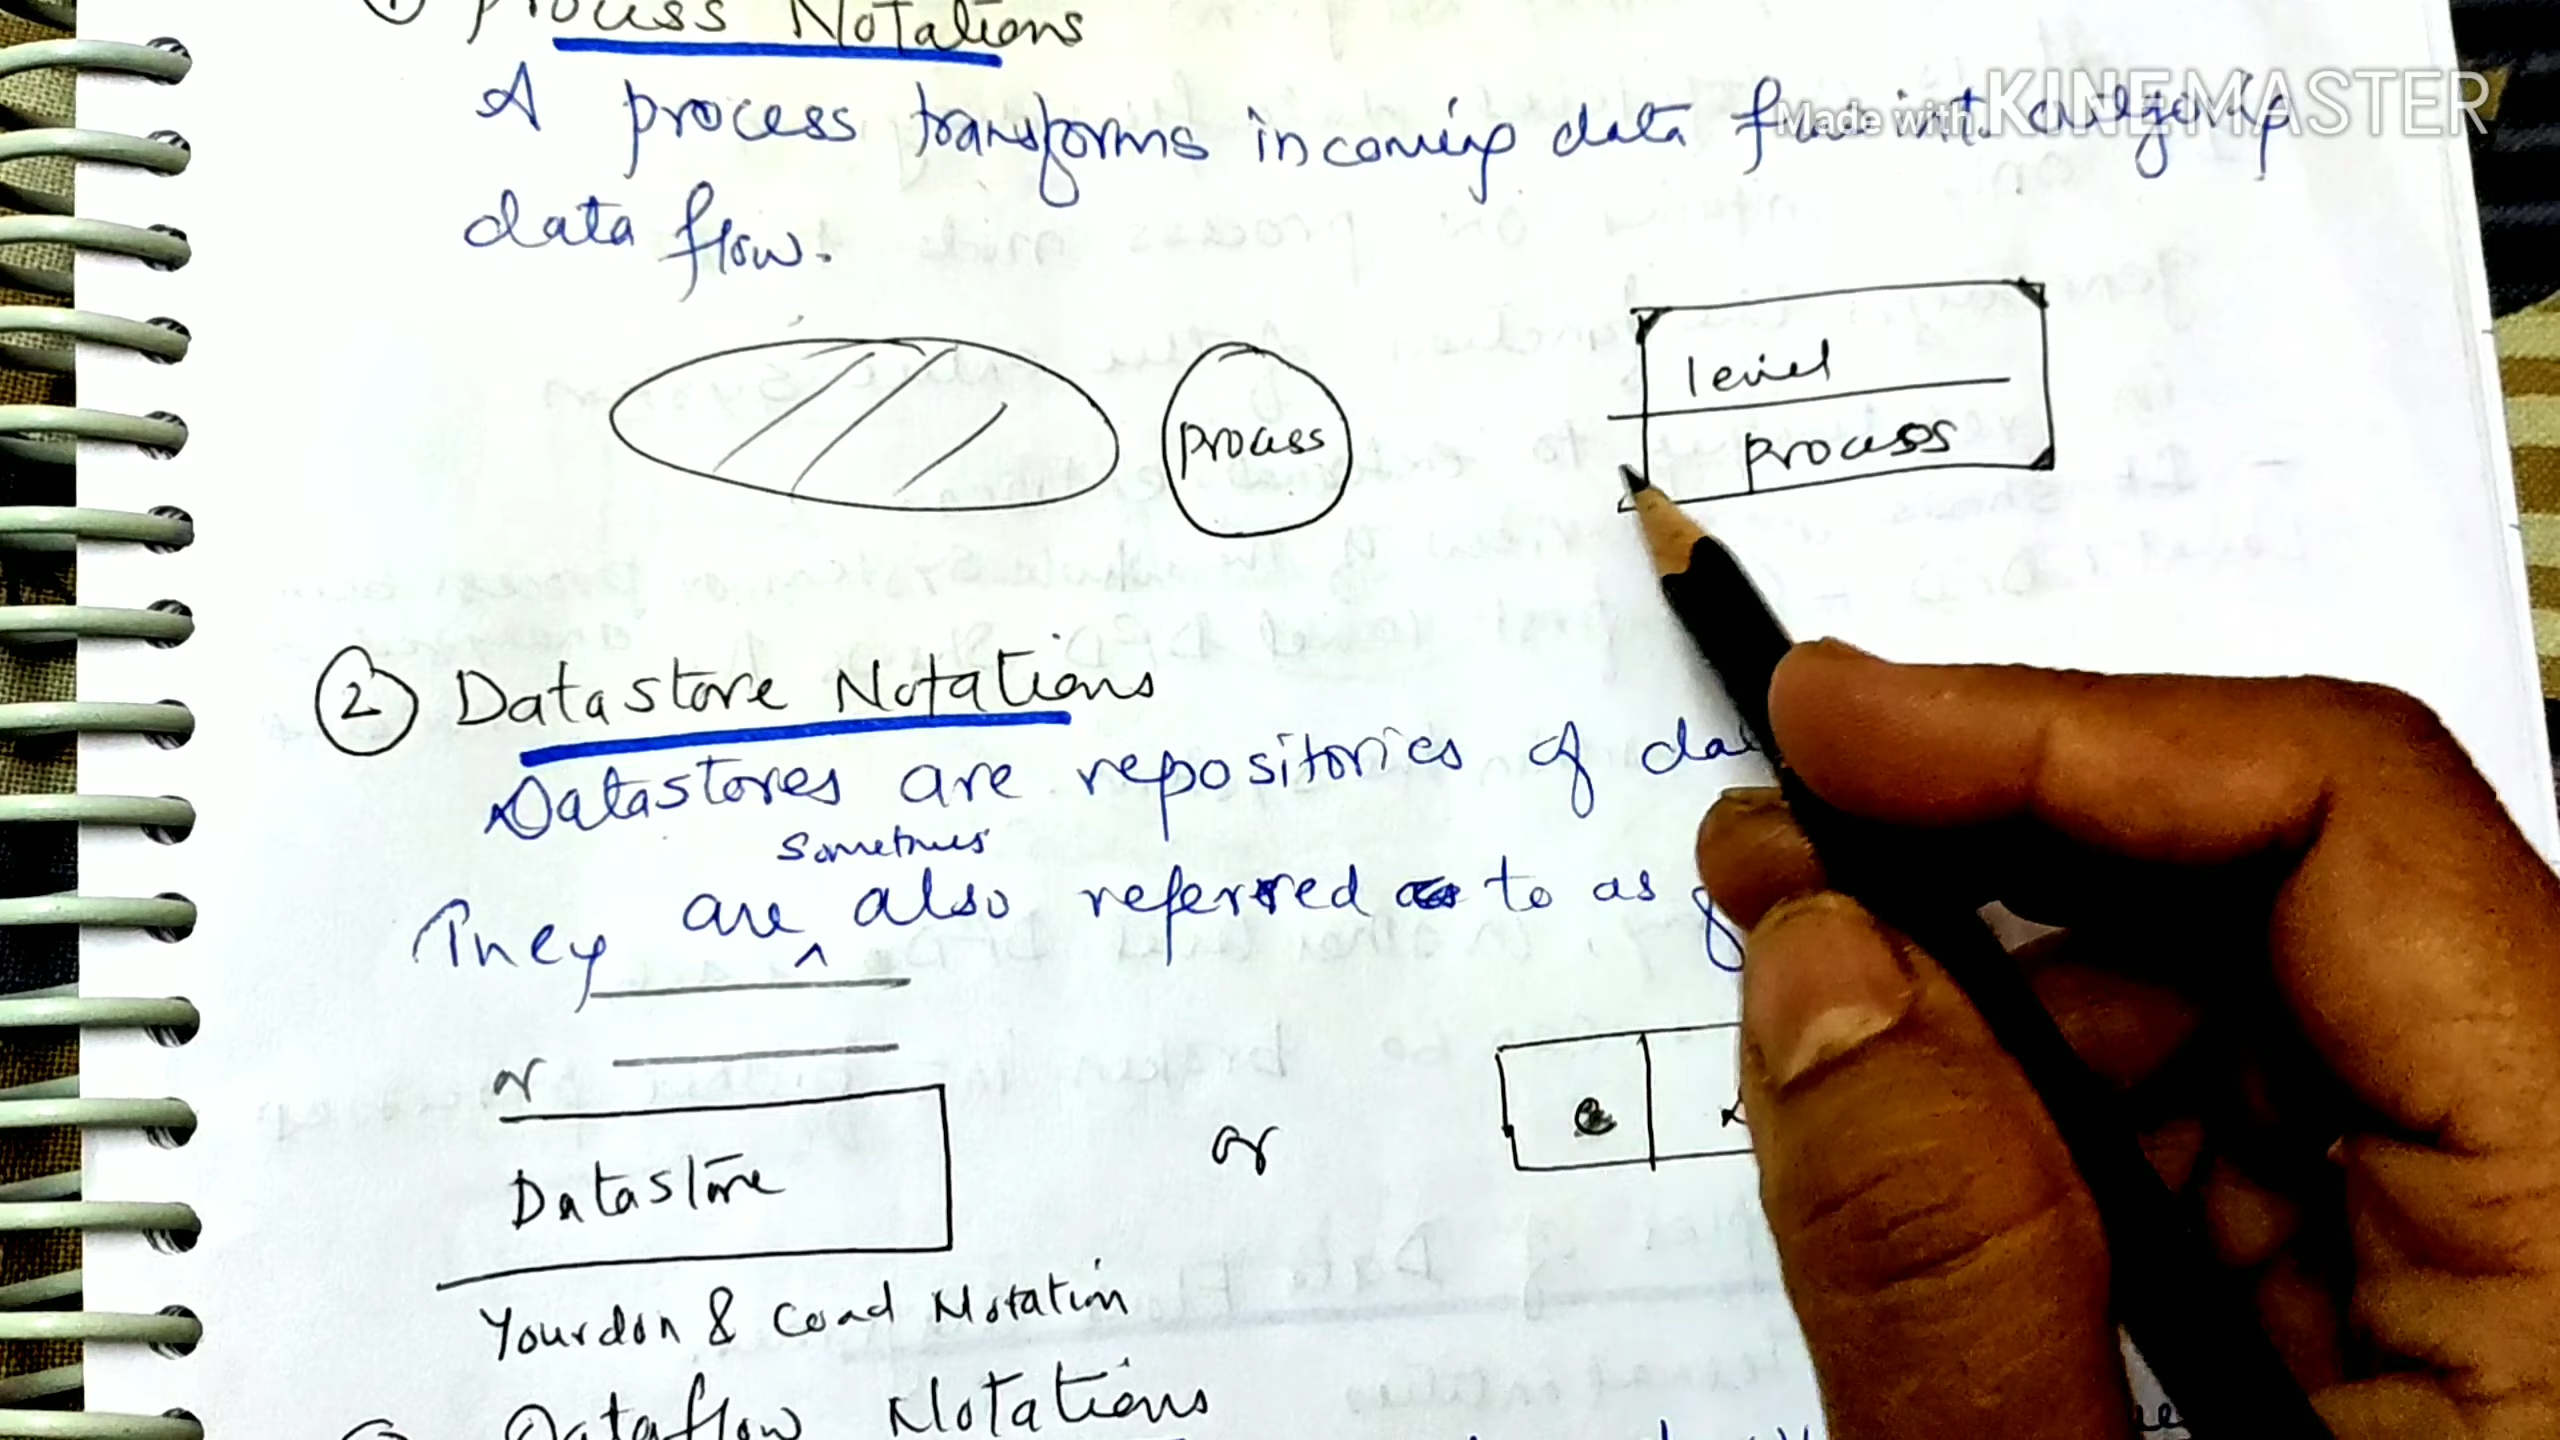 ① Process Notations
Made with KINEMASTER
A process transforms incoming data flow into outgoing
data flow.
level
process
process
② Datastore Notations
Datastores are repositories of
sometimes
They are ^ also referred to as
or
Datastore
or
Yourdon & Coad Notation
Dataflow Notations